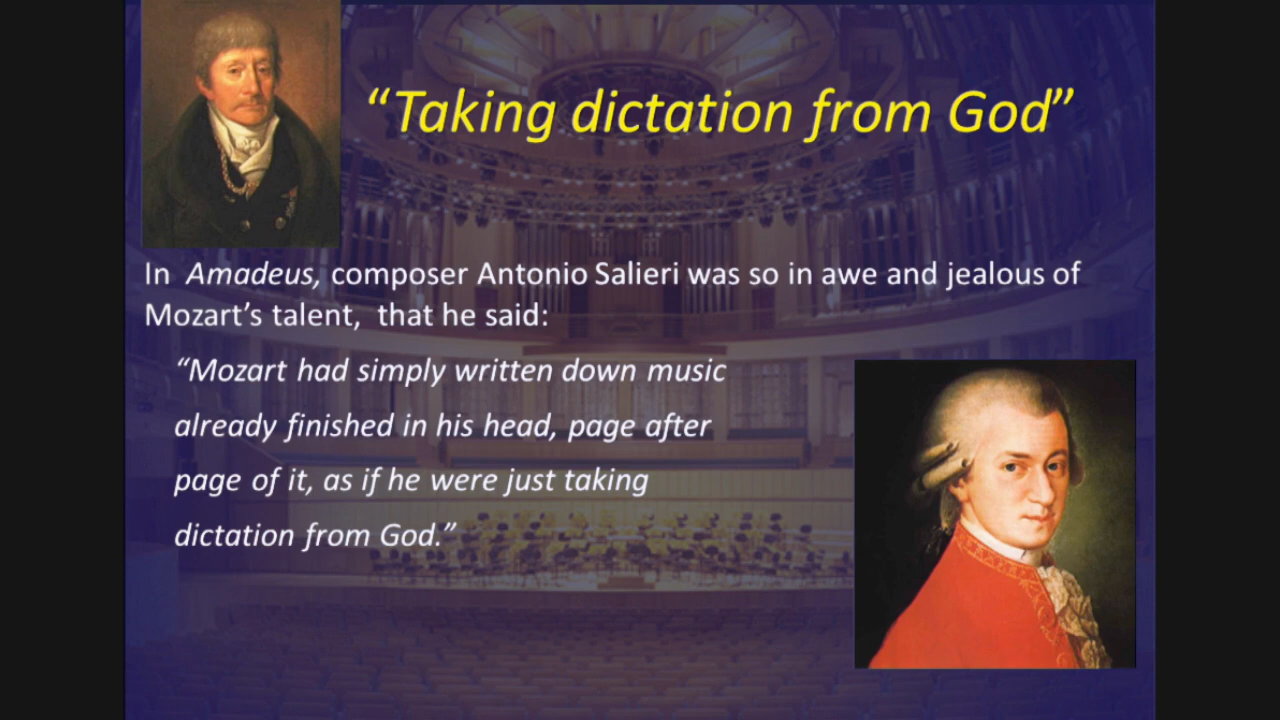 “Taking dictation from God”
In Amadeus, composer Antonio Salieri was so in awe and jealous of
Mozart’s talent, that he said:
“Mozart had simply written down music
already finished in his head, page after
page of it, as if he were just taking
dictation from God.”